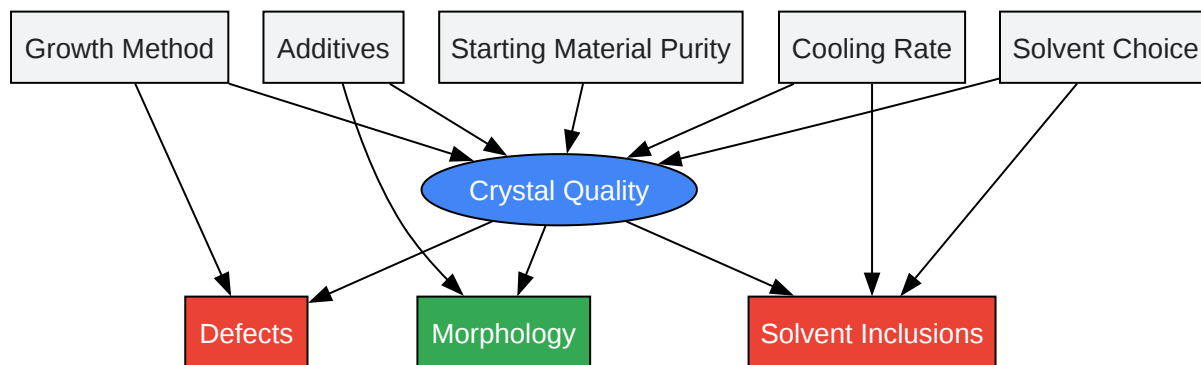 Growth Method
Additives
Starting Material Purity
Cooling Rate
Solvent Choice
Crystal Quality
Defects
Morphology
Solvent Inclusions